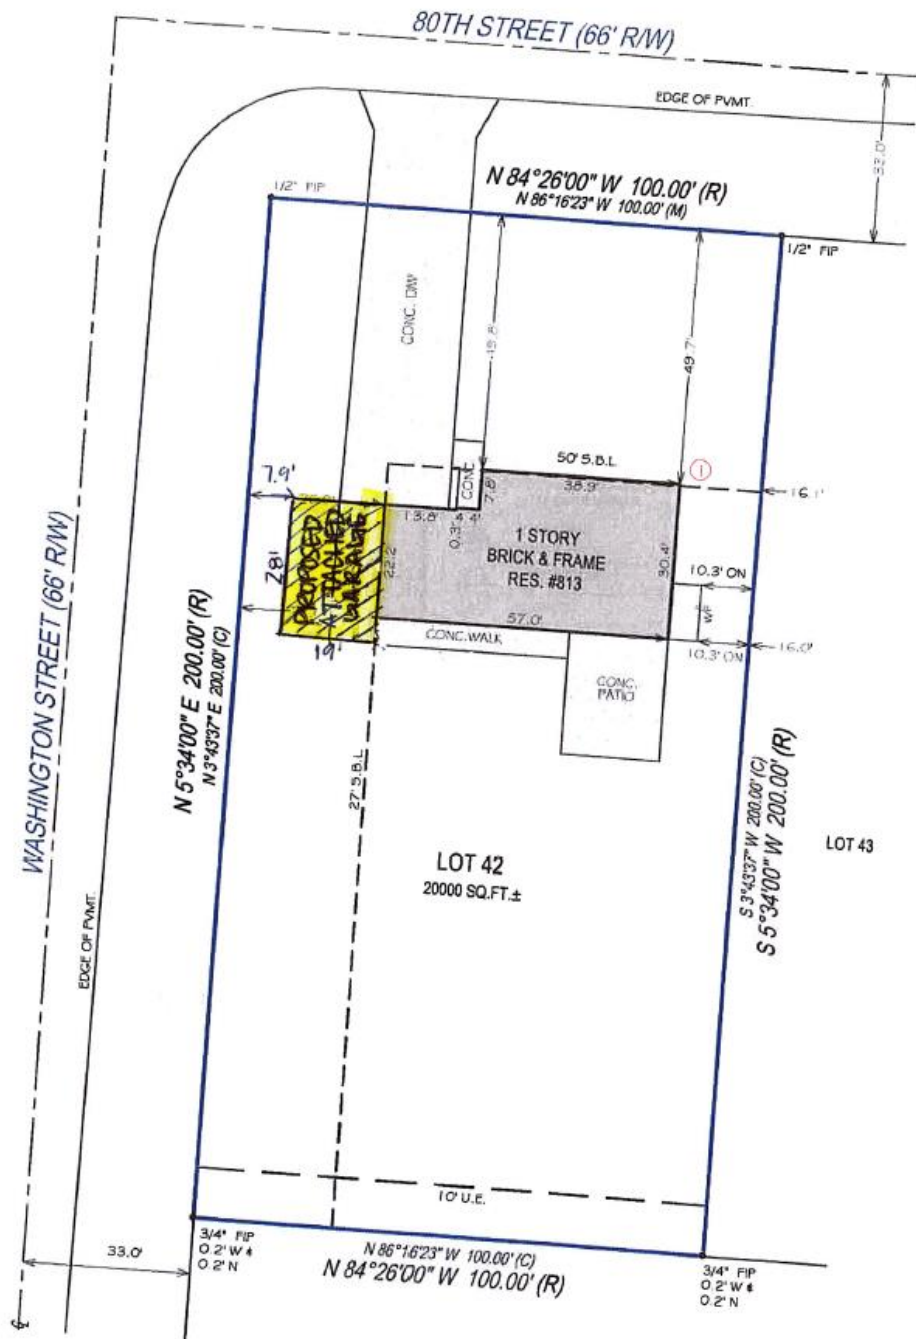 80TH STREET (66' R/W)
EDGE OF PVMT.
33.0'
N 84°26'00" W 100.00' (R)
N 86°16'23" W 100.00' (M)
1/2" FIP
1/2" FIP
CONC. D/W
49.8'
49.7'
50' S.B.L.
1
38.9'
16.1'
CONC.
7.8'
7.9'
13.8'
4.4'
0.3'
22.2'
28'
PROPOSED
ATTACHED
GARAGE
19'
1 STORY
BRICK & FRAME
RES. #813
30.4'
10.3' ON
WF
57.0'
10.3' ON
16.0'
CONC. WALK
CONC.
PATIO
WASHINGTON STREET (66' R/W)
N 5°34'00" E 200.00' (R)
N 3°43'37" E 200.00' (C)
27' S.B.L.
S 3°43'37" W 200.00' (C)
S 5°34'00" W 200.00' (R)
LOT 43
LOT 42
20000 SQ.FT.±
EDGE OF PVMT.
10' U.E.
33.0'
3/4" FIP
0.2' W &
0.2' N
N 86°16'23" W 100.00' (C)
N 84°26'00" W 100.00' (R)
3/4" FIP
0.2' W &
0.2' N